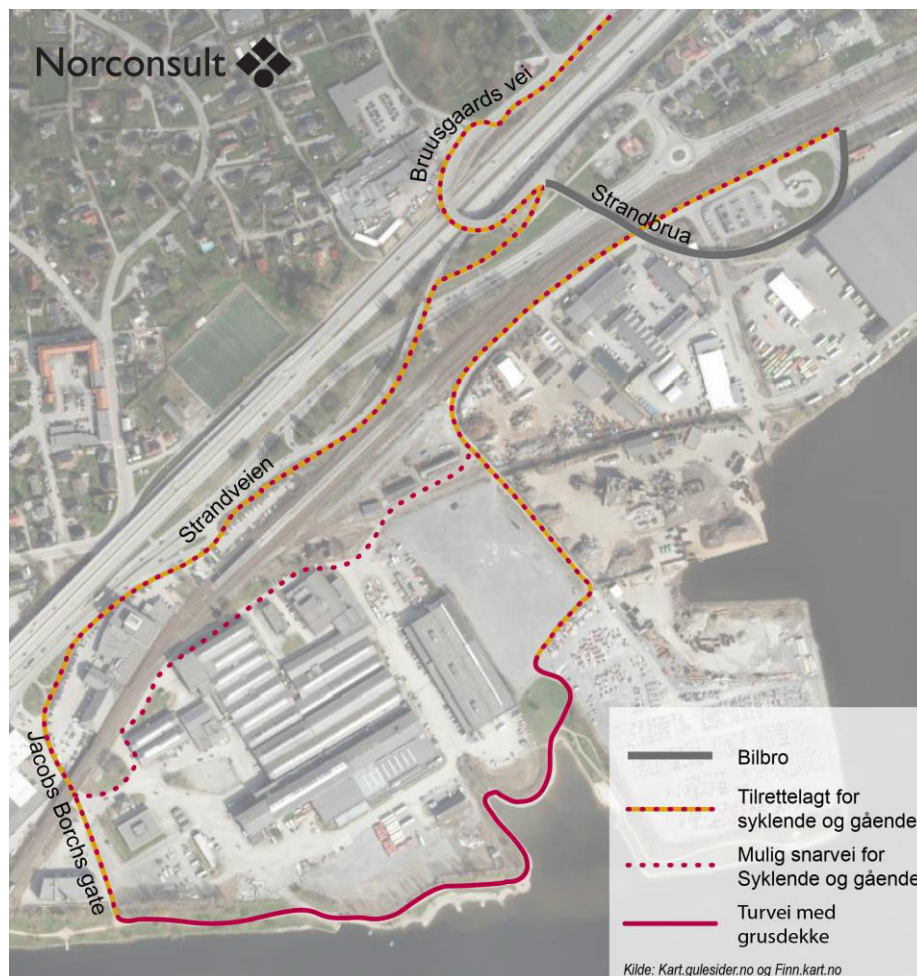 Norconsult
Bruusgaards vei
Strandbrua
Strandveien
Jacobs Borchs gate
Bilbro
Tilrettelagt for
syklende og gående
Mulig snarvei for
Syklende og gående
Turvei med
grusdekke
Kilde: Kart.gulesider.no og Finn.kart.no